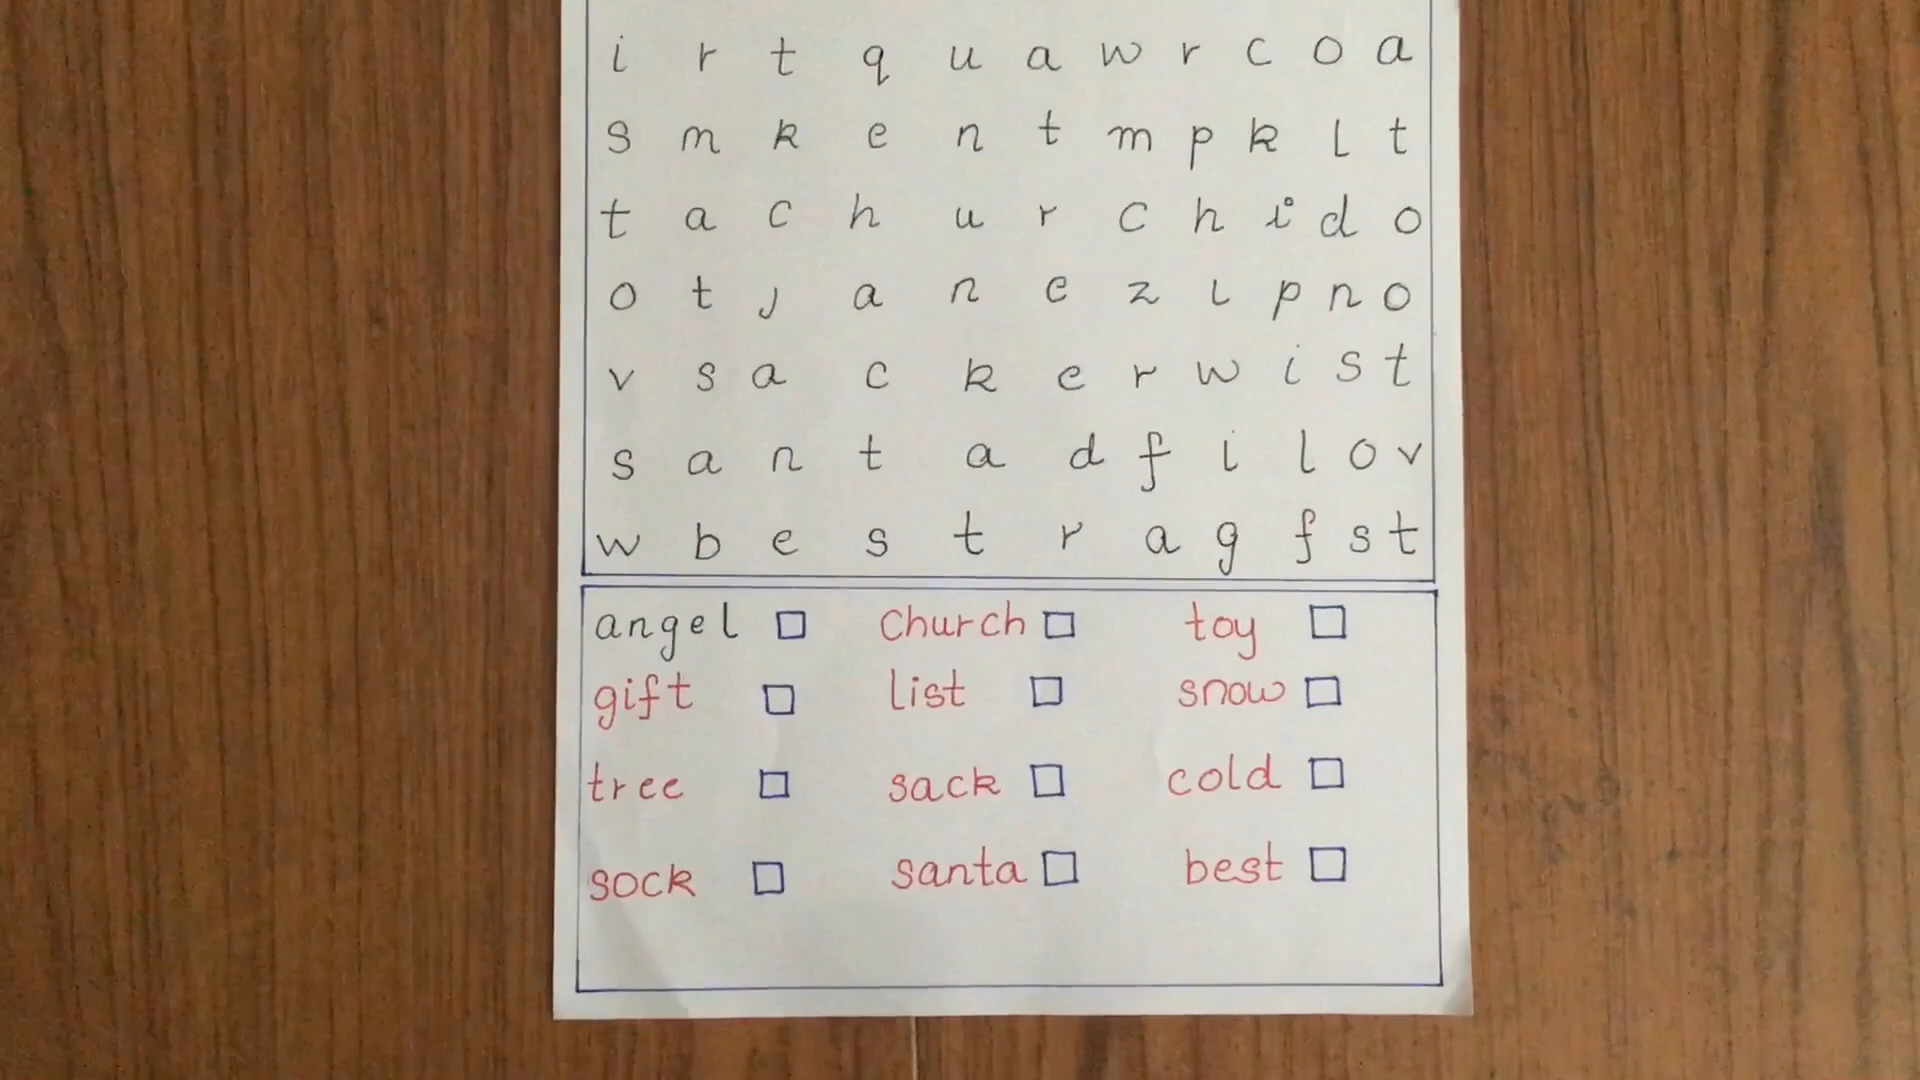 i r t q u a w r c o a
s m k e n t m p k l t
t a c h u r c h i d o
o t j a n e z i p n o
v s a c k e r w i s t
s a n t a d f i l o v
w b e s t r a g f s t
angel church toy
gift list snow
tree sack cold
sock santa best